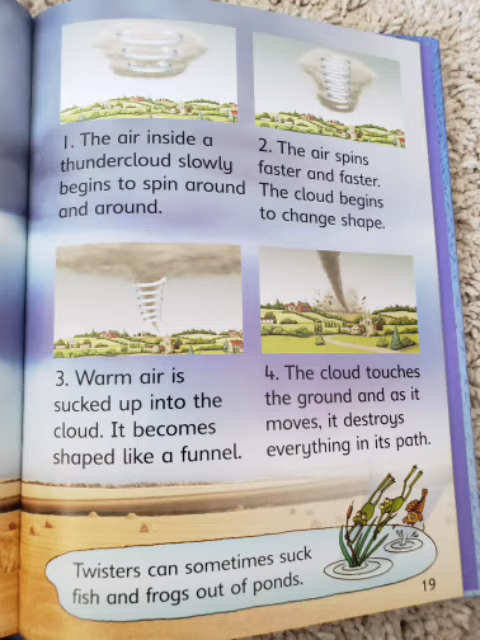 1. The air inside a
thundercloud slowly
begins to spin around
and around.
2. The air spins
faster and faster.
The cloud begins
to change shape.
3. Warm air is
sucked up into the
cloud. It becomes
shaped like a funnel.
4. The cloud touches
the ground and as it
moves, it destroys
everything in its path.
Twisters can sometimes suck
fish and frogs out of ponds.
19